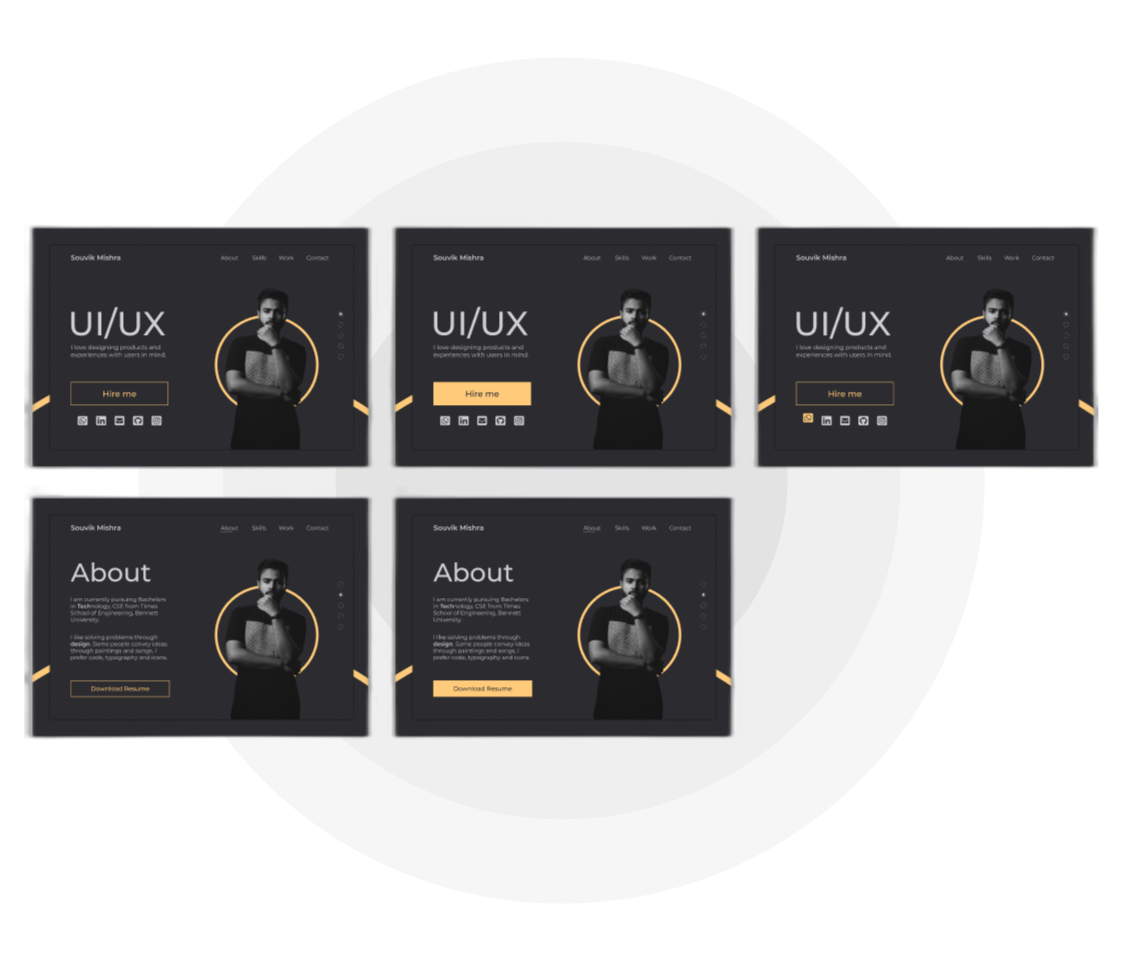 Souvik Mishra
About Skills Work Contact
UI/UX
I love designing products and
experiences with users in mind.
Hire me
Souvik Mishra
About Skills Work Contact
UI/UX
I love designing products and
experiences with users in mind.
Hire me
Souvik Mishra
About Skills Work Contact
UI/UX
I love designing products and
experiences with users in mind.
Hire me
Souvik Mishra
About Skills Work Contact
About
I am currently pursuing Bachelors
in Technology, CSE from Times
School of Engineering, Bennett
University.
I like solving problems through
design. Some people convey ideas
through paintings and songs, I
prefer code, typography and icons.
Download Resume
Souvik Mishra
About Skills Work Contact
About
I am currently pursuing Bachelors
in Technology, CSE from Times
School of Engineering, Bennett
University.
I like solving problems through
design. Some people convey ideas
through paintings and songs, I
prefer code, typography and icons.
Download Resume